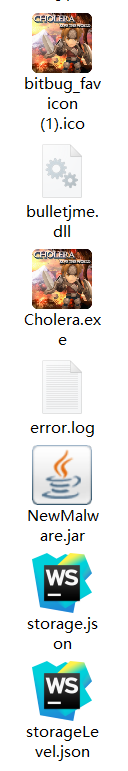 CHOLERA
bitbug_fav
icon
(1).ico
bulletjme.
dll
CHOLERA
Cholera.ex
e
error.log
NewMalw
are.jar
WS
storage.js
on
WS
storageLe
vel.json